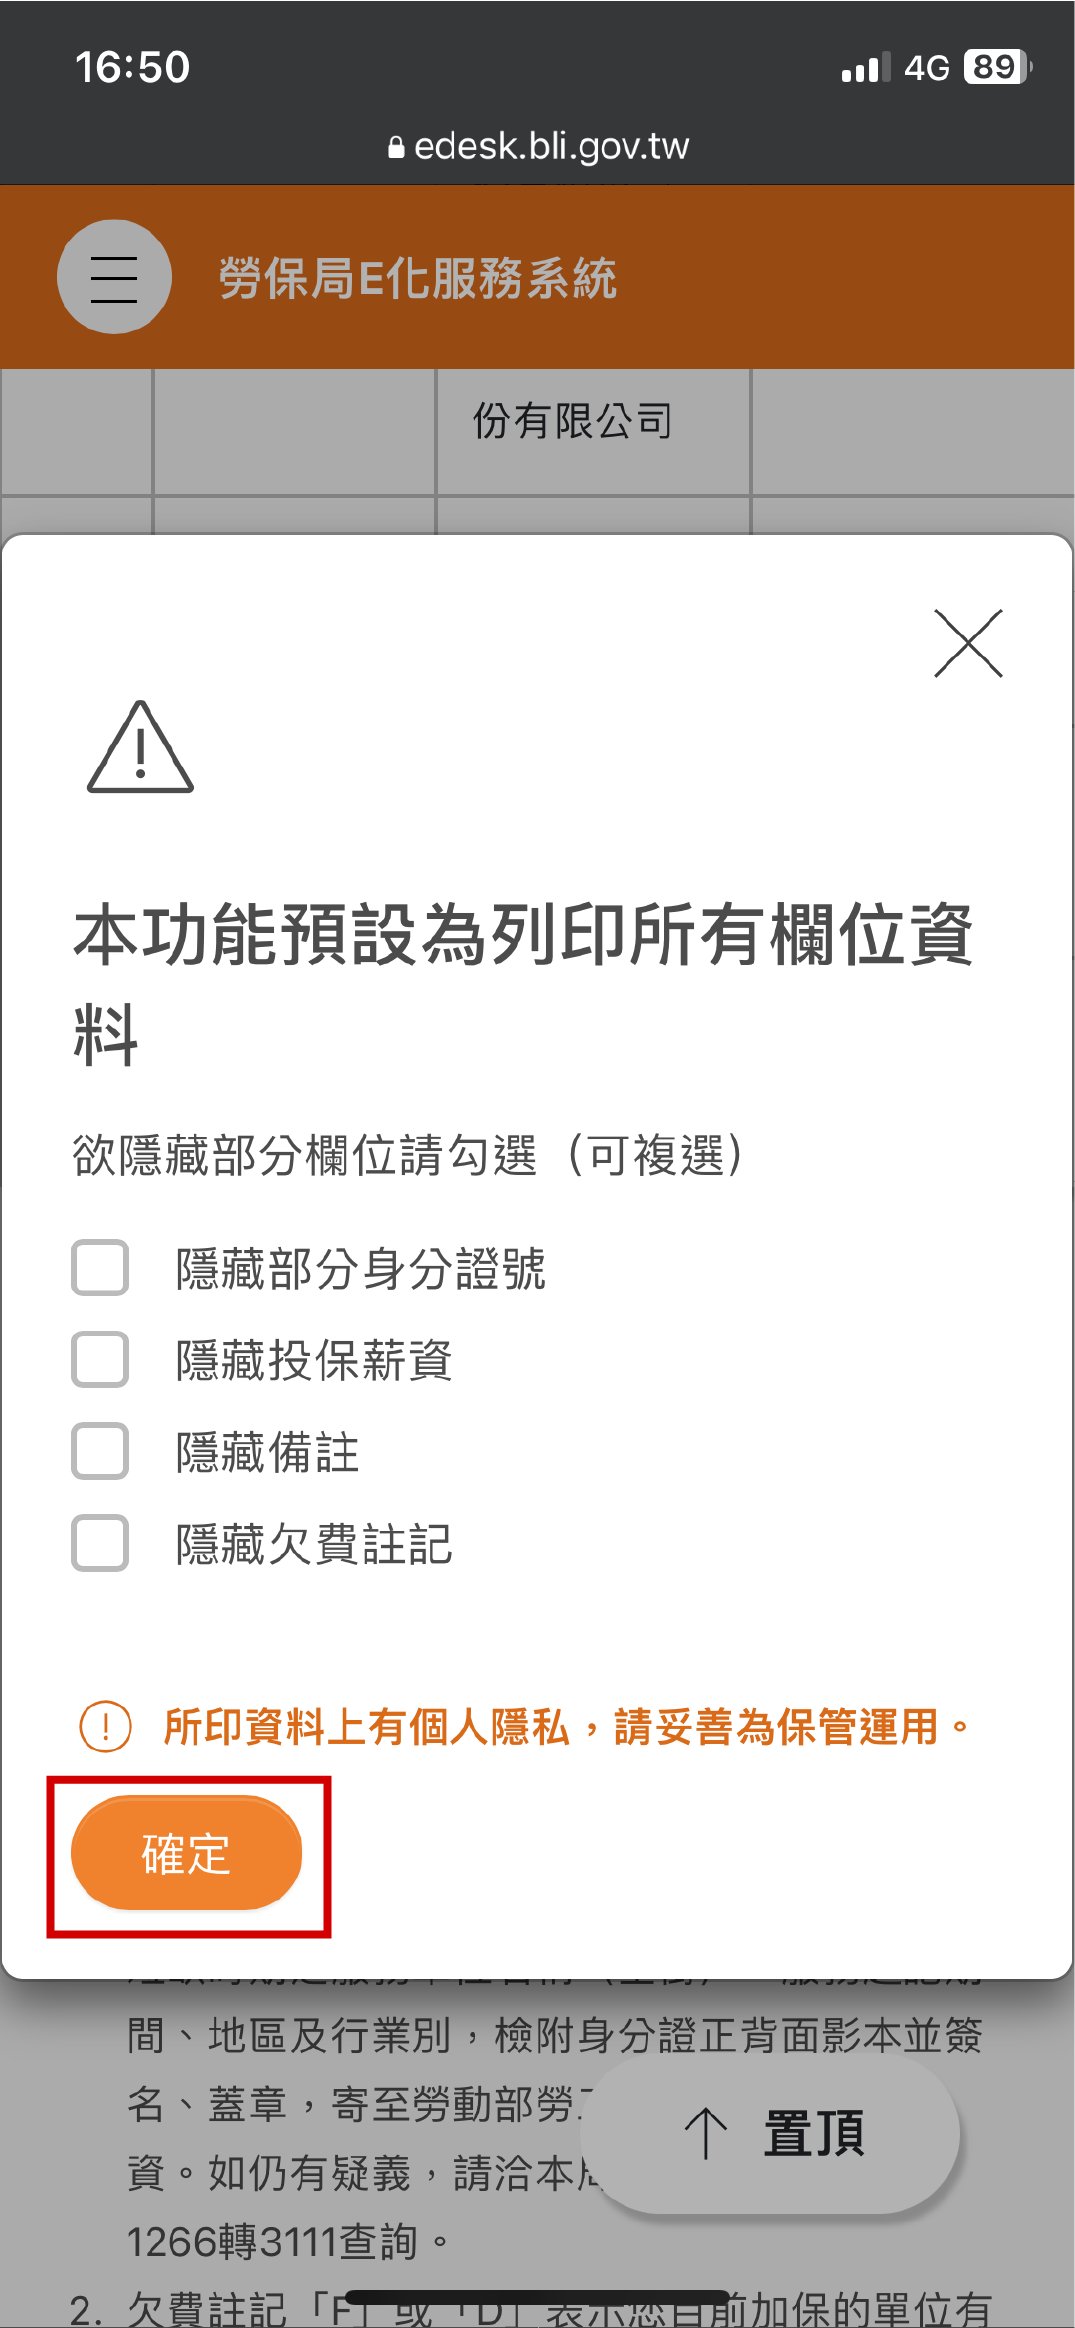 16:50
4G 89
edesk.bli.gov.tw
勞保局E化服務系統
份有限公司
本功能預設為列印所有欄位資
料
欲隱藏部分欄位請勾選（可複選）
隱藏部分身分證號
隱藏投保薪資
隱藏備註
隱藏欠費註記
所印資料上有個人隱私，請妥善為保管運用。
確定
間、地區及行業別，檢附身分證正背面影本並簽
名、蓋章，寄至勞動部勞
資。如仍有疑義，請洽本局
置頂
1266轉3111查詢。
2. 欠費註記「F」或「D」表示您目前加保的單位有